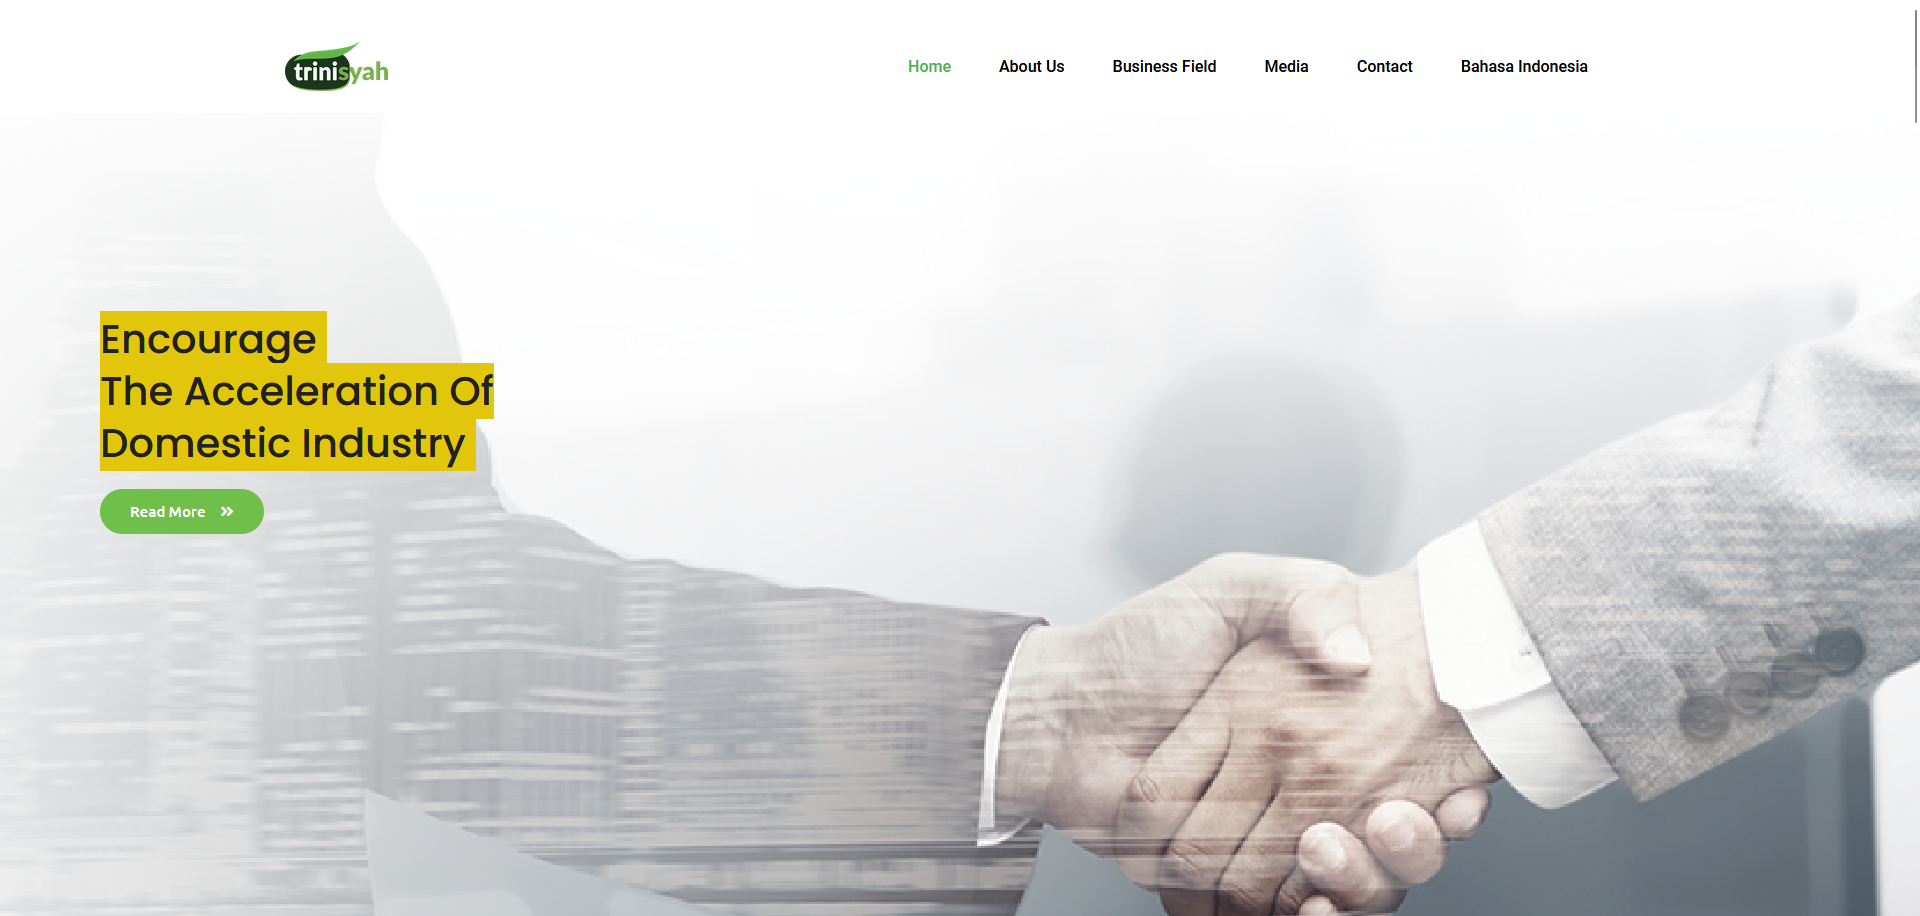 trinisyah
Home
About Us
Business Field
Media
Contact
Bahasa Indonesia
Encourage
The Acceleration Of
Domestic Industry
Read More